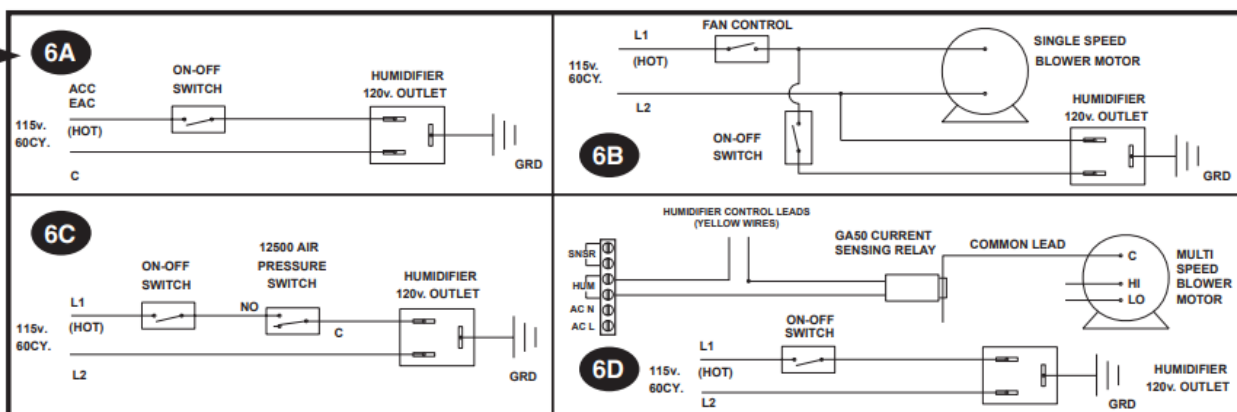 6A
ON-OFF
SWITCH
HUMIDIFIER
120v. OUTLET
ACC
EAC
115v.
(HOT)
60CY.
GRD
C
FAN CONTROL
L1
(HOT)
SINGLE SPEED
BLOWER MOTOR
115v.
60CY.
L2
HUMIDIFIER
120v. OUTLET
ON-OFF
SWITCH
6B
GRD
6C
12500 AIR
PRESSURE
SWITCH
ON-OFF
SWITCH
HUMIDIFIER
120v. OUTLET
L1
NO
(HOT)
115v.
60CY.
C
L2
GRD
HUMIDIFIER CONTROL LEADS
(YELLOW WIRES)
GA50 CURRENT
SENSING RELAY
COMMON LEAD
SNSR
C
MULTI
SPEED
BLOWER
MOTOR
HUM
HI
LO
AC N
AC L
ON-OFF
SWITCH
L1
(HOT)
6D
115v.
60CY.
L2
HUMIDIFIER
120v. OUTLET
GRD